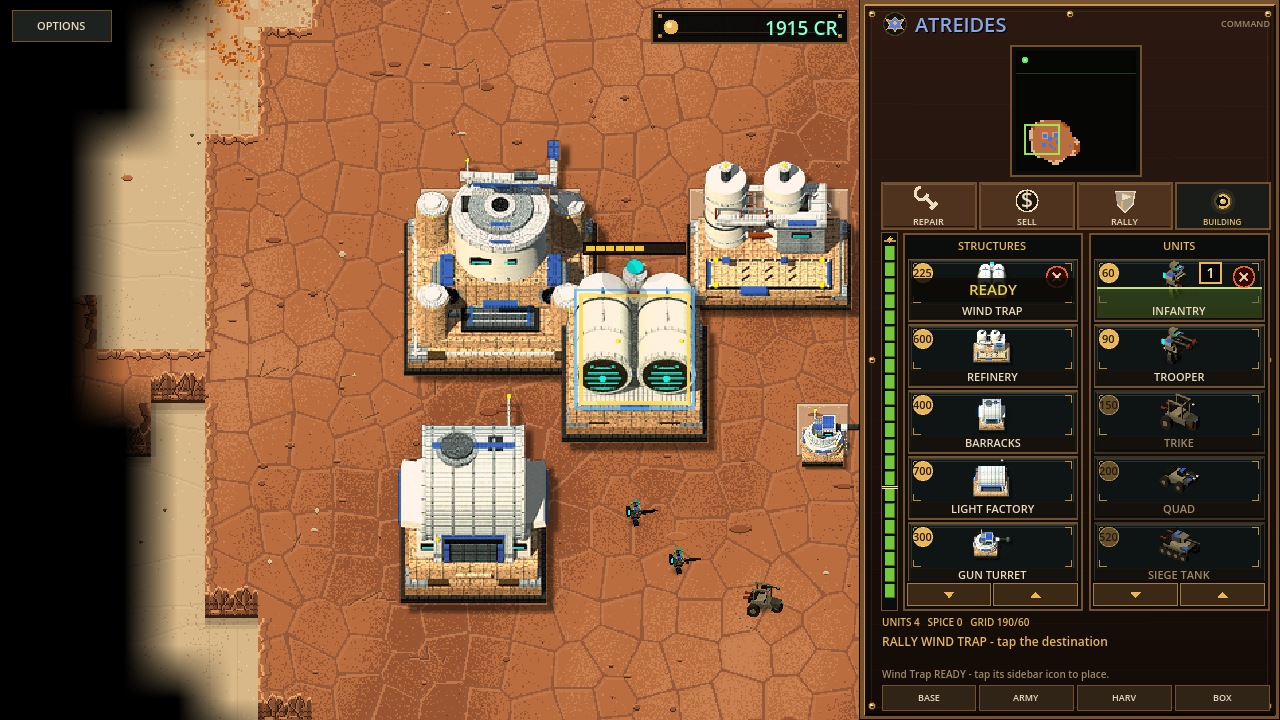 OPTIONS
1915 CR
ATREIDES
COMMAND
REPAIR
SELL
RALLY
BUILDING
STRUCTURES
UNITS
225
READY
WIND TRAP
60
1
INFANTRY
600
REFINERY
90
TROOPER
400
BARRACKS
150
TRIKE
700
LIGHT FACTORY
200
QUAD
300
GUN TURRET
520
SIEGE TANK
UNITS 4 SPICE 0 GRID 190/60
RALLY WIND TRAP - tap the destination
Wind Trap READY - tap its sidebar icon to place.
BASE
ARMY
HARV
BOX